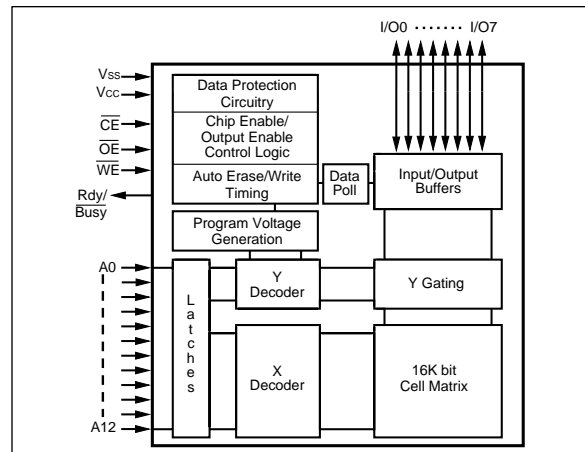 I/O0 ........ I/O7
VSS
VCC
CE
OE
WE
Rdy/
Busy
A0
A12
Data Protection
Circuitry
Chip Enable/
Output Enable
Control Logic
Auto Erase/Write
Timing
Data
Poll
Input/Output
Buffers
Program Voltage
Generation
L
a
t
c
h
e
s
Y
Decoder
Y Gating
X
Decoder
16K bit
Cell Matrix